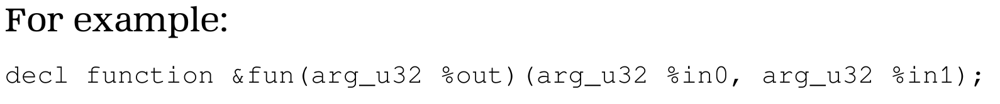 For example:
decl function &fun(arg_u32 %out)(arg_u32 %in0, arg_u32 %in1);